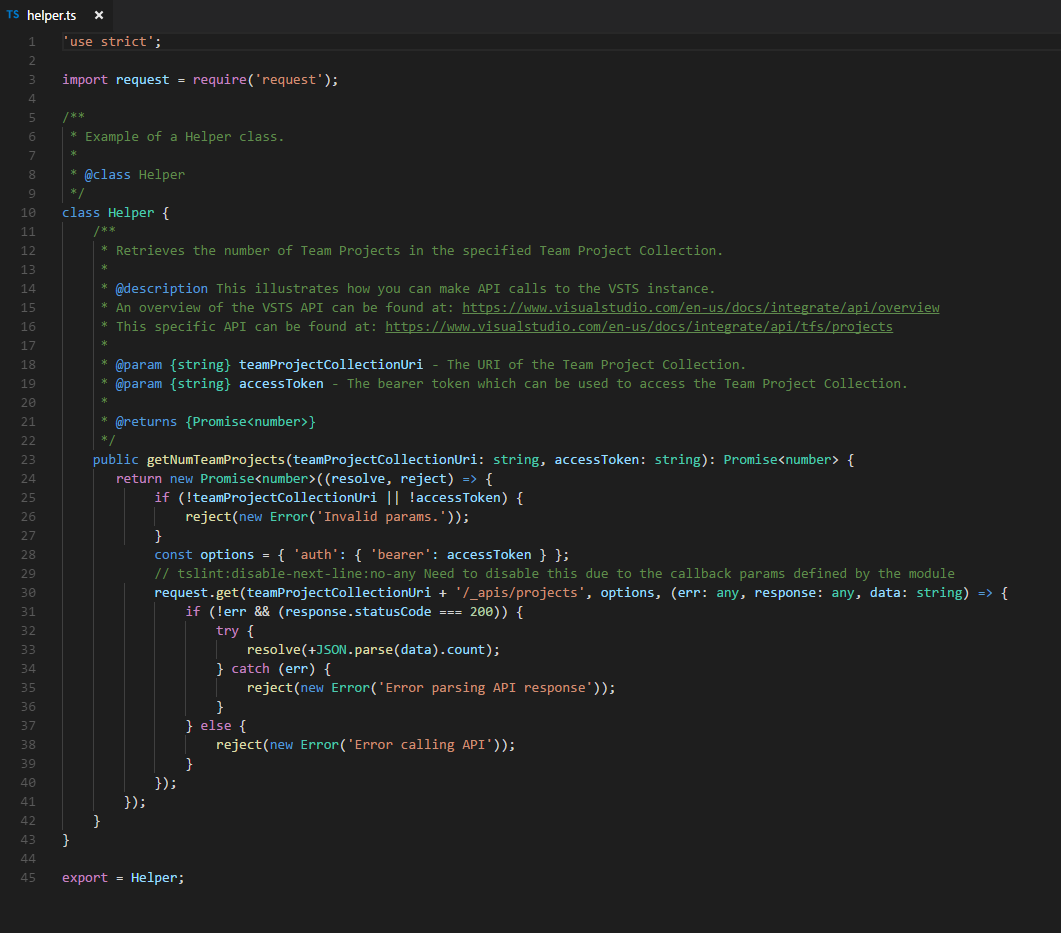 TS helper.ts ×
1 'use strict';
2
3 import request = require('request');
4
5 /**
6  * Example of a Helper class.
7  *
8  * @class Helper
9  */
10 class Helper {
11     /**
12      * Retrieves the number of Team Projects in the specified Team Project Collection.
13      *
14      * @description This illustrates how you can make API calls to the VSTS instance.
15      * An overview of the VSTS API can be found at: https://www.visualstudio.com/en-us/docs/integrate/api/overview
16      * This specific API can be found at: https://www.visualstudio.com/en-us/docs/integrate/api/tfs/projects
17      *
18      * @param {string} teamProjectCollectionUri - The URI of the Team Project Collection.
19      * @param {string} accessToken - The bearer token which can be used to access the Team Project Collection.
20      *
21      * @returns {Promise<number>}
22      */
23     public getNumTeamProjects(teamProjectCollectionUri: string, accessToken: string): Promise<number> {
24        return new Promise<number>((resolve, reject) => {
25             if (!teamProjectCollectionUri || !accessToken) {
26                 reject(new Error('Invalid params.'));
27             }
28             const options = { 'auth': { 'bearer': accessToken } };
29             // tslint:disable-next-line:no-any Need to disable this due to the callback params defined by the module
30             request.get(teamProjectCollectionUri + '/_apis/projects', options, (err: any, response: any, data: string) => {
31                 if (!err && (response.statusCode === 200)) {
32                     try {
33                         resolve(+JSON.parse(data).count);
34                     } catch (err) {
35                         reject(new Error('Error parsing API response'));
36                     }
37                 } else {
38                     reject(new Error('Error calling API'));
39                 }
40             });
41         });
42     }
43 }
44
45 export = Helper;